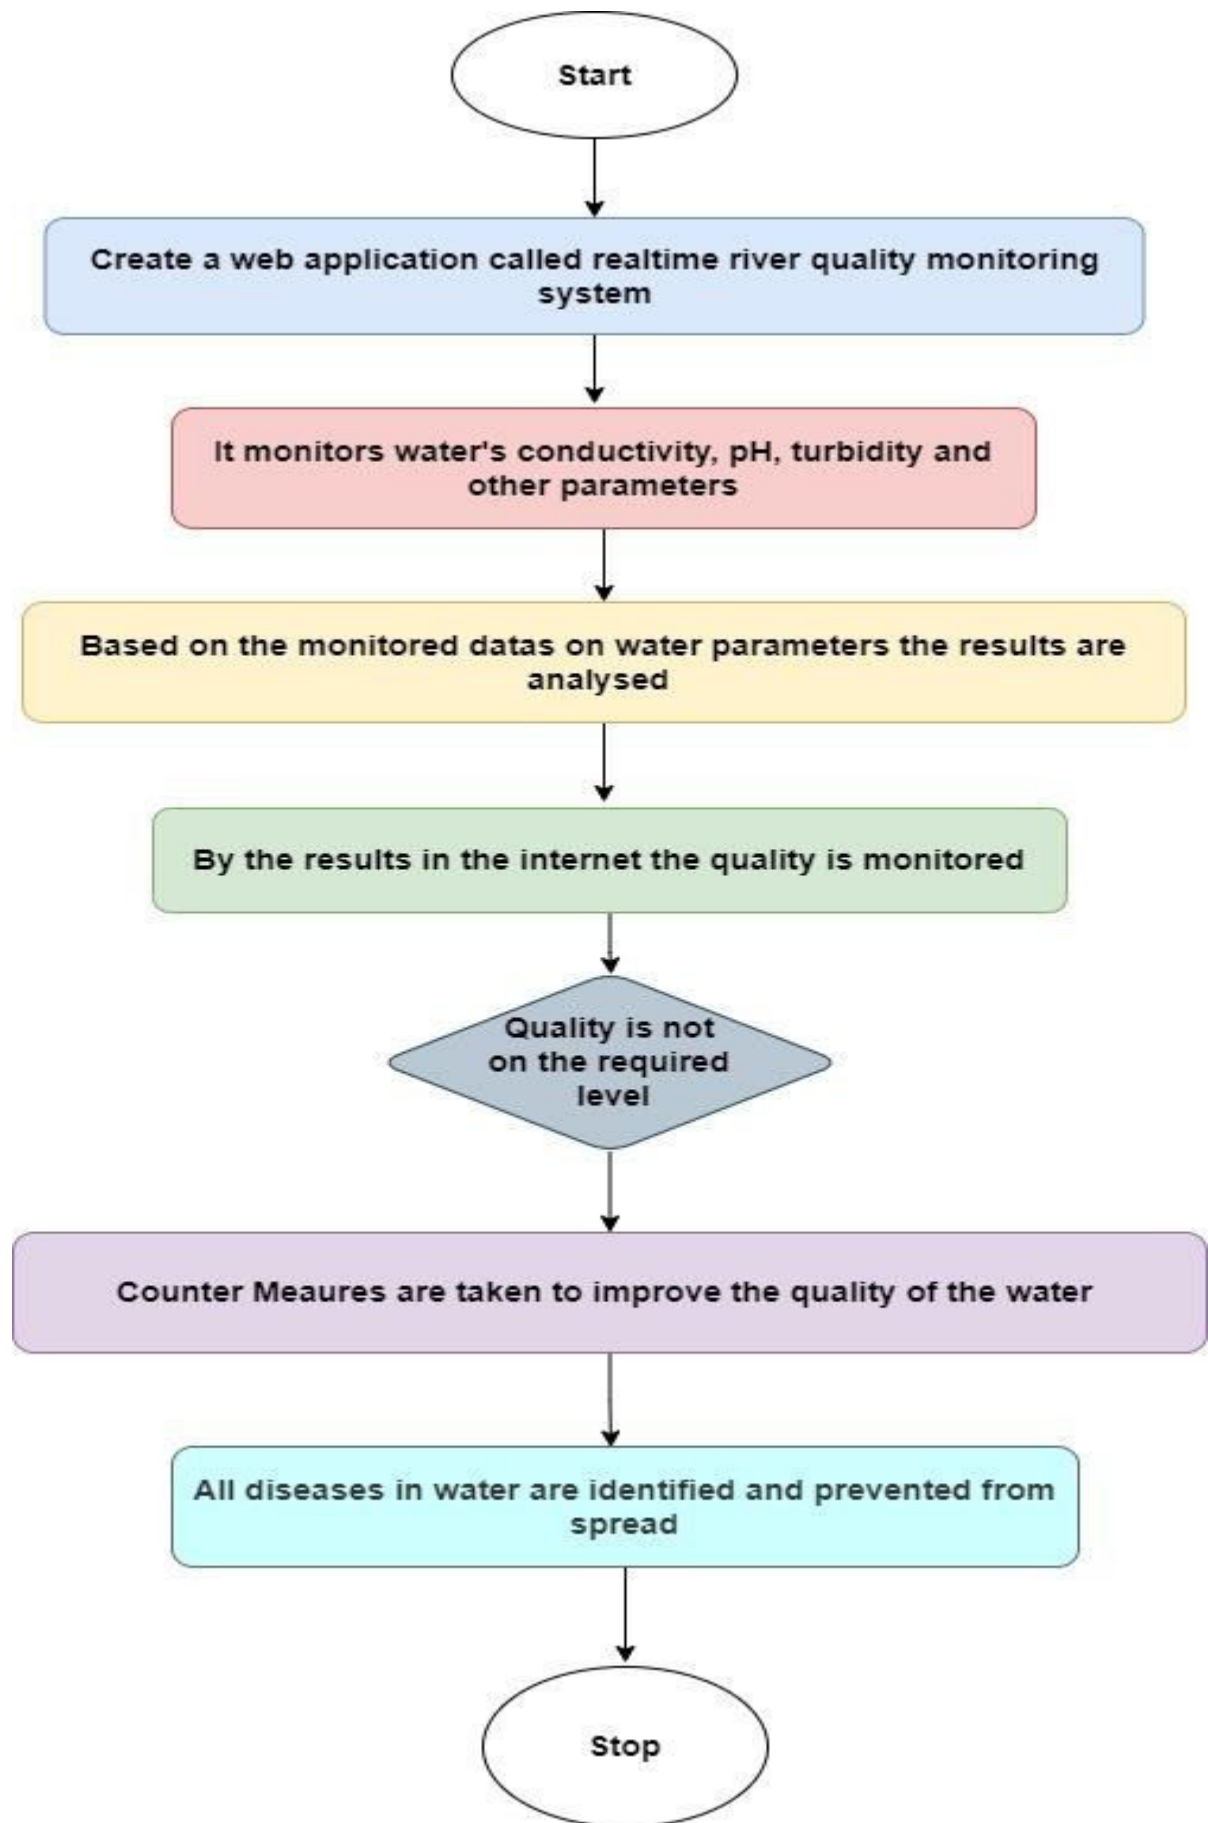 Start
Create a web application called realtime river quality monitoring
system
It monitors water's conductivity, pH, turbidity and
other parameters
Based on the monitored datas on water parameters the results are
analysed
By the results in the internet the quality is monitored
Quality is not
on the required
level
Counter Meaures are taken to improve the quality of the water
All diseases in water are identified and prevented from
spread
Stop